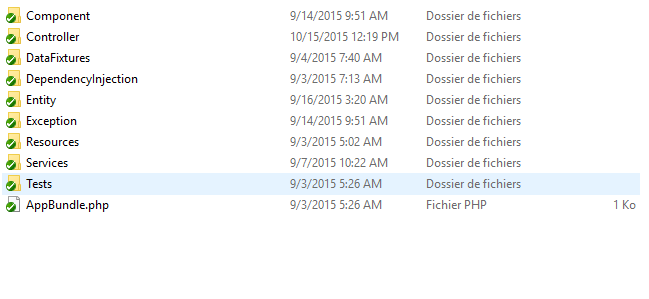 Component 9/14/2015 9:51 AM Dossier de fichiers
Controller 10/15/2015 12:19 PM Dossier de fichiers
DataFixtures 9/4/2015 7:40 AM Dossier de fichiers
DependencyInjection 9/3/2015 7:13 AM Dossier de fichiers
Entity 9/16/2015 3:20 AM Dossier de fichiers
Exception 9/14/2015 9:51 AM Dossier de fichiers
Resources 9/3/2015 5:02 AM Dossier de fichiers
Services 9/7/2015 10:22 AM Dossier de fichiers
Tests 9/3/2015 5:26 AM Dossier de fichiers
AppBundle.php 9/3/2015 5:26 AM Fichier PHP 1 Ko